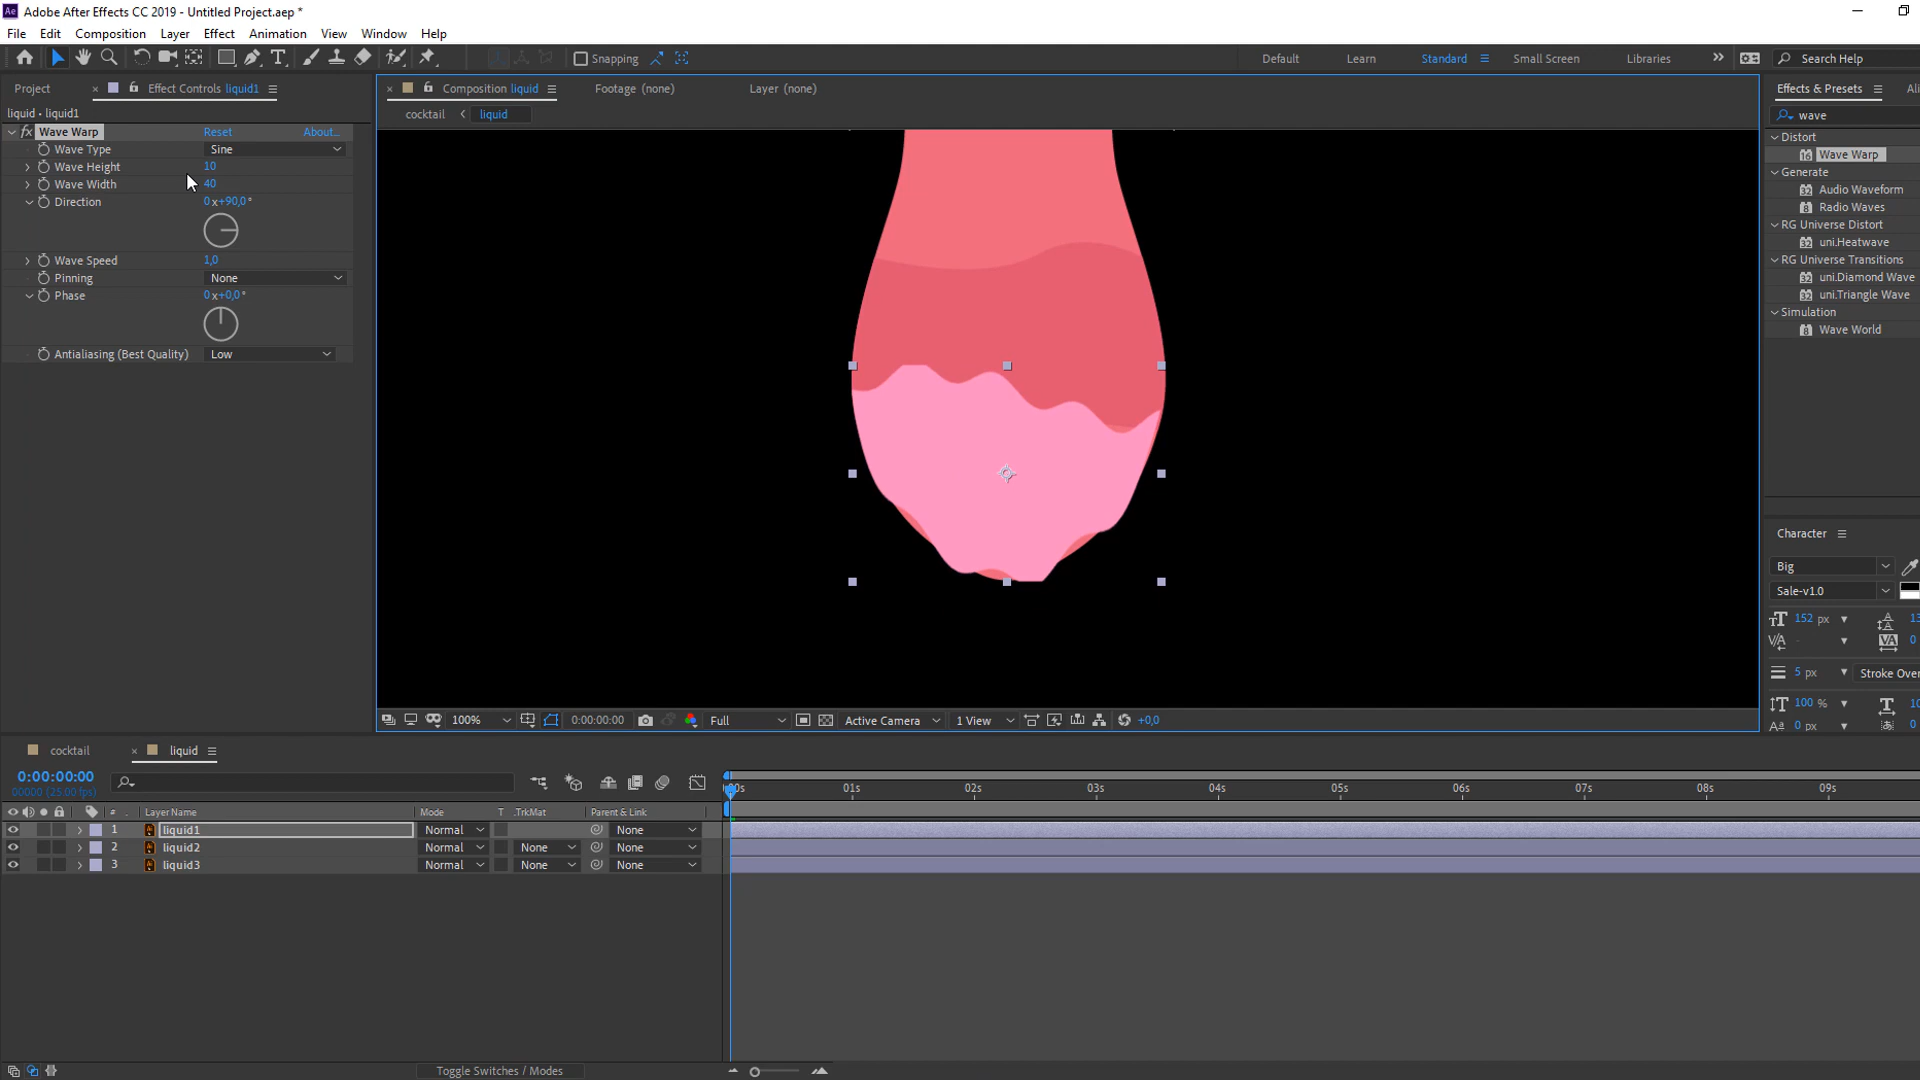 Adobe After Effects CC 2019 - Untitled Project.aep *
File Edit Composition Layer Effect Animation View Window Help
Snapping
Default Learn Standard Small Screen Libraries Search Help
Project Effect Controls liquid1
liquid • liquid1
fx Wave Warp Reset About...
Wave Type Sine
Wave Height 10
Wave Width 40
Direction 0x+90,0°
Wave Speed 1,0
Pinning None
Phase 0x+0,0°
Antialiasing (Best Quality) Low
Composition liquid Footage (none) Layer (none)
cocktail liquid
100% 0:00:00:00 Full Active Camera 1 View +0,0
Effects & Presets Ali
wave
Distort
Wave Warp
Generate
Audio Waveform
Radio Waves
RG Universe Distort
uni.Heatwave
RG Universe Transitions
uni.Diamond Wave
uni.Triangle Wave
Simulation
Wave World
Character
Big
Sale-v1.0
152 px 13
- 0
5 px Stroke Over
100 % 10
0 px 0
cocktail liquid
0:00:00:00
00000 (25.00 fps)
:00s 01s 02s 03s 04s 05s 06s 07s 08s 09s
# Layer Name Mode T .TrkMat Parent & Link
1 liquid1 Normal None
2 liquid2 Normal None None
3 liquid3 Normal None None
Toggle Switches / Modes